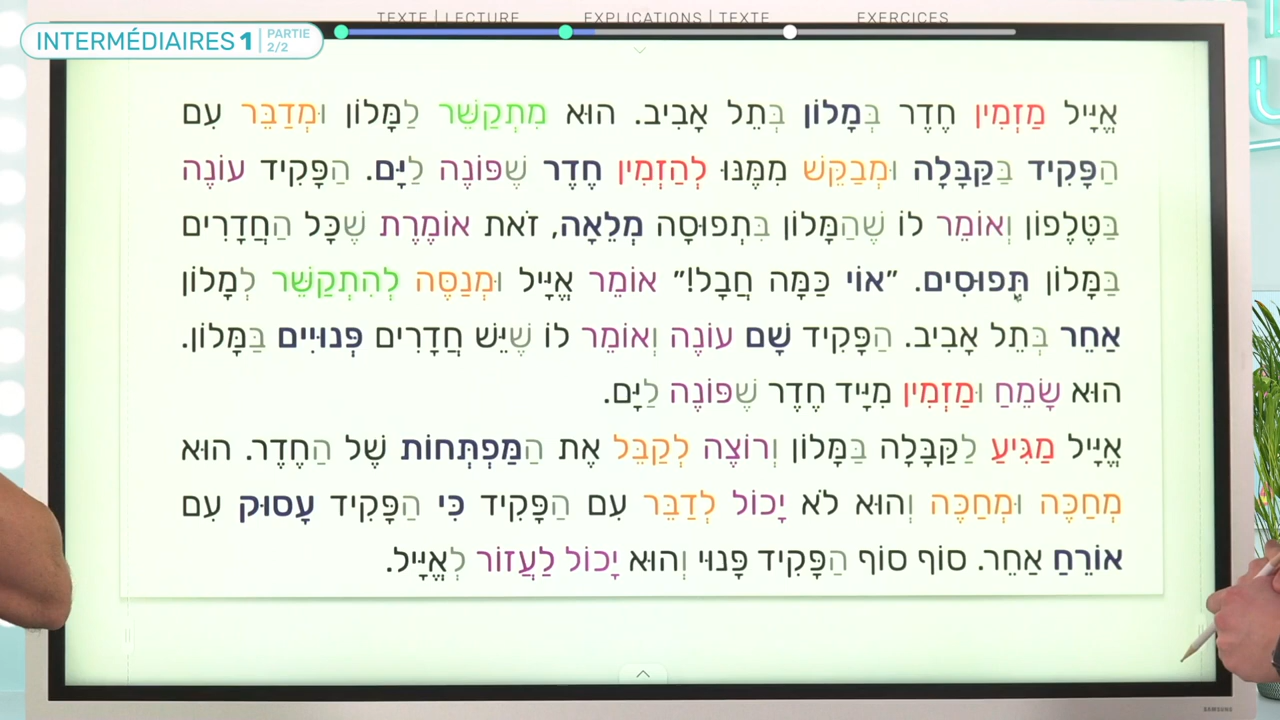 TEXTE | LECTURE EXPLICATIONS | TEXTE EXERCICES
INTERMÉDIAIRES 1 PARTIE 2/2
אֱיָּיל מַזְמִין חֶדֶר בְּמָלוֹן בְּתֵל אָבִיב. הוּא מִתְקַשֵּׁר לַמָּלוֹן וּמְדַבֵּר עִם
הַפָּקִיד בַּקַּבָּלָה וּמְבַקֵּשׁ מִמֶּנּוּ לְהַזְמִין חֶדֶר שֶׁפּוֹנֶה לַיָּם. הַפָּקִיד עוֹנֶה
בַּטֶּלֶפוֹן וְאוֹמֵר לוֹ שֶׁהַמָּלוֹן בִּתְפוּסָה מְלֵאָה, זֹאת אוֹמֶרֶת שֶׁכָּל הַחֲדָרִים
בַּמָּלוֹן תְּפוּסִים. ״אוֹי כַּמָּה חֲבָל!״ אוֹמֵר אֱיָּיל וּמְנַסֶּה לְהִתְקַשֵּׁר לְמָלוֹן
אַחֵר בְּתֵל אָבִיב. הַפָּקִיד שָׁם עוֹנֶה וְאוֹמֵר לוֹ שֶׁיֵּשׁ חֲדָרִים פְּנוּיִּים בַּמָּלוֹן.
הוּא שָׂמֵחַ וּמַזְמִין מִיָּיד חֶדֶר שֶׁפּוֹנֶה לַיָּם.
אֱיָּיל מַגִּיעַ לַקַּבָּלָה בַּמָּלוֹן וְרוֹצֶה לְקַבֵּל אֶת הַמַּפְתְּחוֹת שֶׁל הַחֶדֶר. הוּא
מְחַכֶּה וּמְחַכֶּה וְהוּא לֹא יָכוֹל לְדַבֵּר עִם הַפָּקִיד כִּי הַפָּקִיד עָסוּק עִם
אוֹרֵחַ אַחֵר. סוֹף סוֹף הַפָּקִיד פָּנוּי וְהוּא יָכוֹל לַעֲזוֹר לְאֱיָּיל.
SAMSUNG